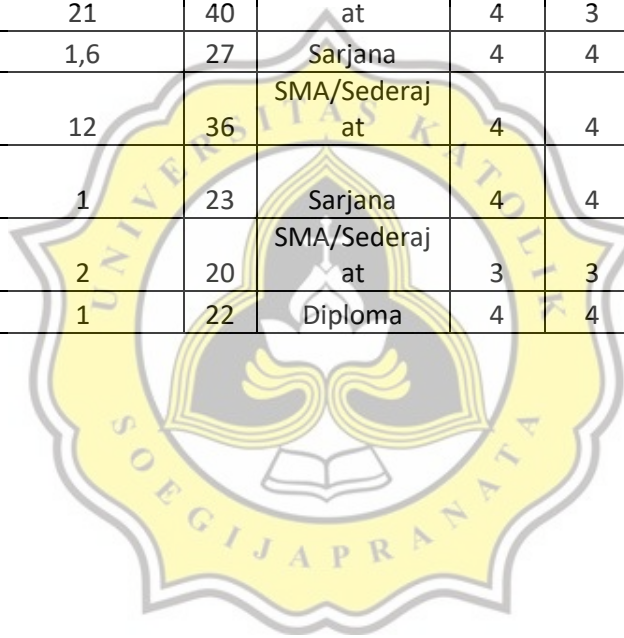 21 40 at 4 3
1,6 27 Sarjana 4 4
SMA/Sederaj
12 36 at 4 4
1 23 Sarjana 4 4
SMA/Sederaj
2 20 at 3 3
1 22 Diploma 4 4
UNIVERSITAS KATOLIK
SOEGIJAPRANATA